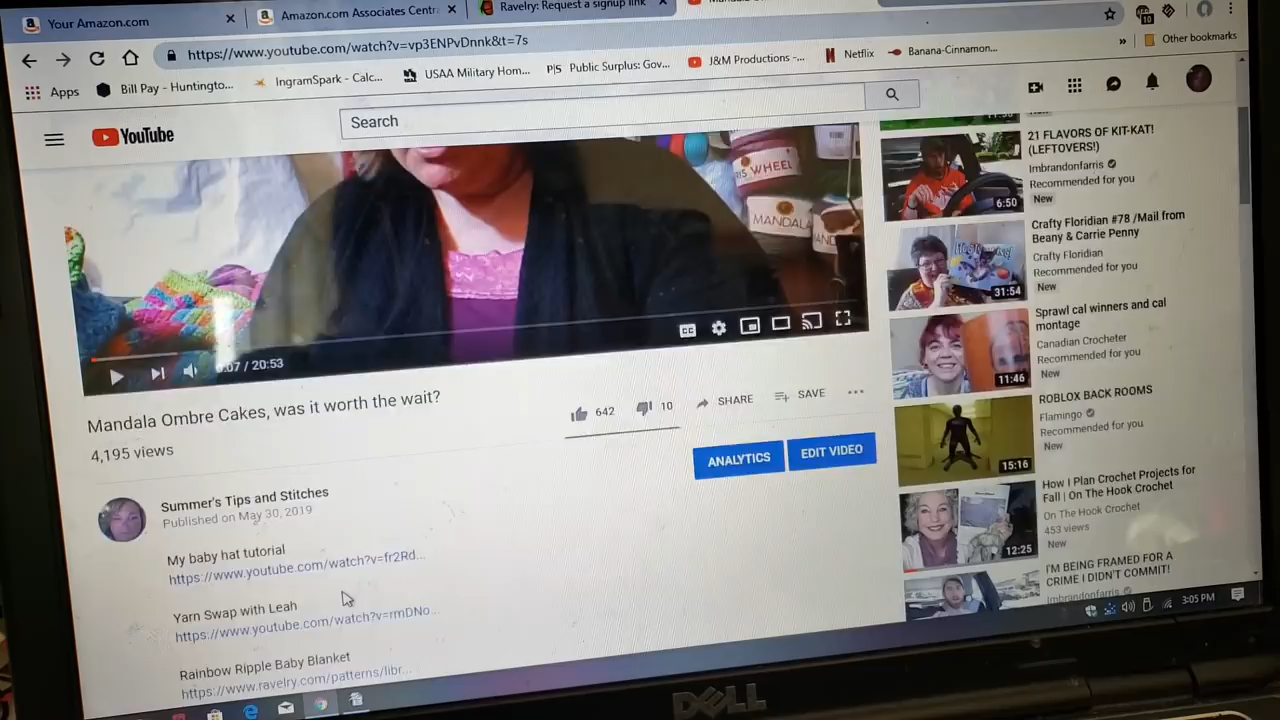 Your Amazon.com
Amazon.com Associates Centr
Ravelry: Request a signup link
https://www.youtube.com/watch?v=vp3ENPvDnnk&t=7s
10
Apps
Bill Pay - Huntingto...
IngramSpark - Calc...
USAA Military Hom...
P|S Public Surplus: Gov...
J&M Productions -...
Netflix
Banana-Cinnamon...
»
Other bookmarks
YouTube
Search
WHEEL
MANDALA
CC
0:07 / 20:53
Mandala Ombre Cakes, was it worth the wait?
4,195 views
642
10
SHARE
SAVE
ANALYTICS
EDIT VIDEO
Summer's Tips and Stitches
Published on May 30, 2019
My baby hat tutorial
https://www.youtube.com/watch?v=fr2Rd...
Yarn Swap with Leah
https://www.youtube.com/watch?v=rmDNo...
Rainbow Ripple Baby Blanket
https://www.ravelry.com/patterns/libr...
21 FLAVORS OF KIT-KAT!
(LEFTOVERS!)
Imbrandonfarris
Recommended for you
New
6:50
Crafty Floridian #78 /Mail from
Beany & Carrie Penny
Crafty Floridian
Recommended for you
New
31:54
Sprawl cal winners and cal
montage
Canadian Crocheter
Recommended for you
New
11:46
ROBLOX BACK ROOMS
Flamingo
Recommended for you
New
15:16
How I Plan Crochet Projects for
Fall | On The Hook Crochet
On The Hook Crochet
453 views
New
12:25
I'M BEING FRAMED FOR A
CRIME I DIDN'T COMMIT!
Imbrandonfarris
3:05 PM
DELL